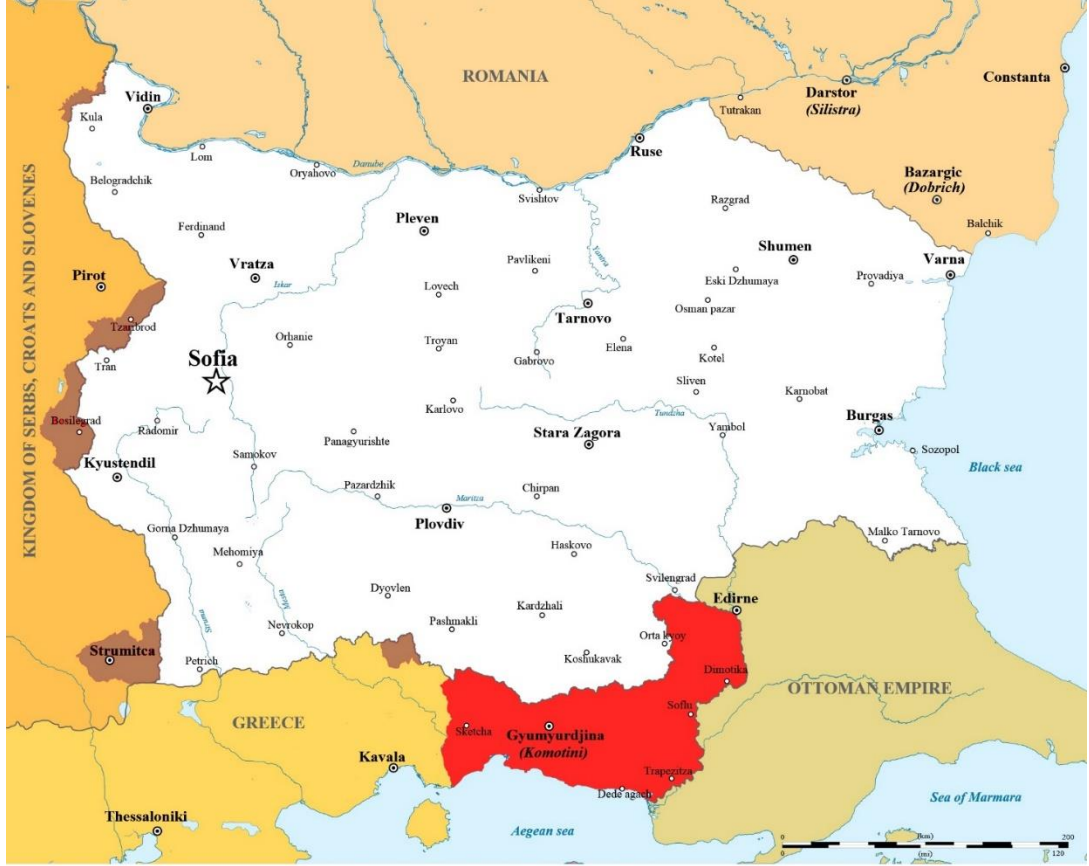 ROMANIA
Constanta
Darstor
(Silistra)
Tutrakan
Vidin
Kula
Lom
Danube
Oryahovo
Ruse
Belogradchik
Svishtov
Bazargic
(Dobrich)
Razgrad
Balchik
Ferdinand
Pleven
Yantra
Shumen
Varna
KINGDOM OF SERBS, CROATS AND SLOVENES
Pirot
Vratza
Iskar
Pavlikeni
Eski Dzhumaya
Provadiya
Lovech
Tarnovo
Osman pazar
Tzaribrod
Orhanie
Troyan
Gabrovo
Elena
Kotel
Sofia
Tran
Sliven
Karnobat
Karlovo
Tundzha
Burgas
Bosilegrad
Radomir
Panagyurishte
Stara Zagora
Yambol
Sozopol
Black sea
Kyustendil
Samokov
Pazardzhik
Maritsa
Chirpan
Plovdiv
Gorna Dzhumaya
Mehomiya
Haskovo
Malko Tarnovo
Struma
Mesta
Dyovlen
Svilengrad
Edirne
Kardzhali
Nevrokop
Pashmakli
Orta kyoy
Strumitca
Petrich
Koshukavak
Dimotika
OTTOMAN EMPIRE
GREECE
Soflu
Sketcha
Gyumyurdjina
(Komotini)
Kavala
Trapezitza
Dede agach
Thessaloniki
Aegean sea
Sea of Marmara
0 (km) 200
0 (mi) 120